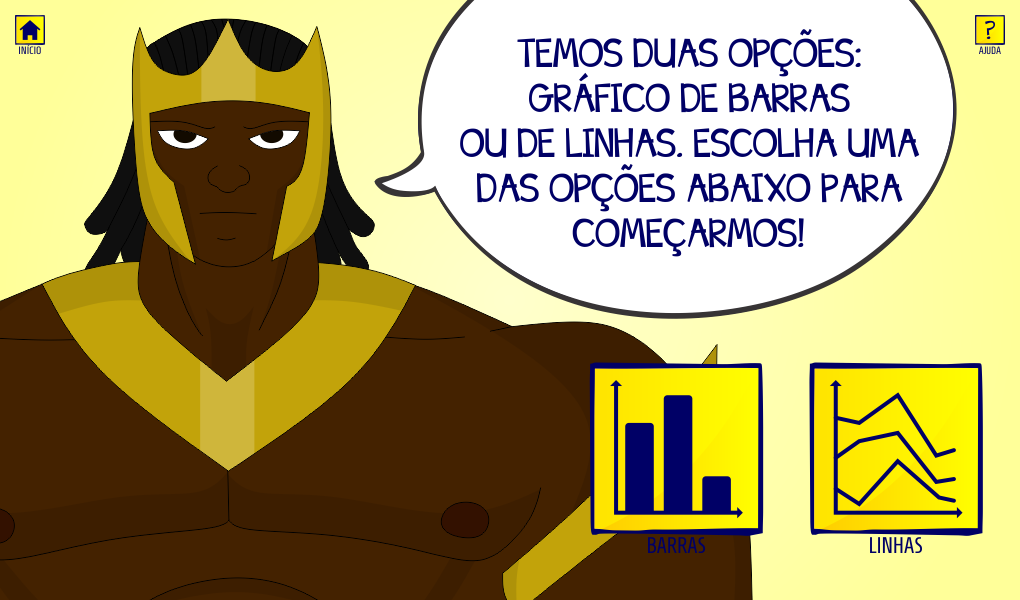 INÍCIO
?
AJUDA
TEMOS DUAS OPÇÕES:
GRÁFICO DE BARRAS
OU DE LINHAS. ESCOLHA UMA
DAS OPÇÕES ABAIXO PARA
COMEÇARMOS!
BARRAS
LINHAS